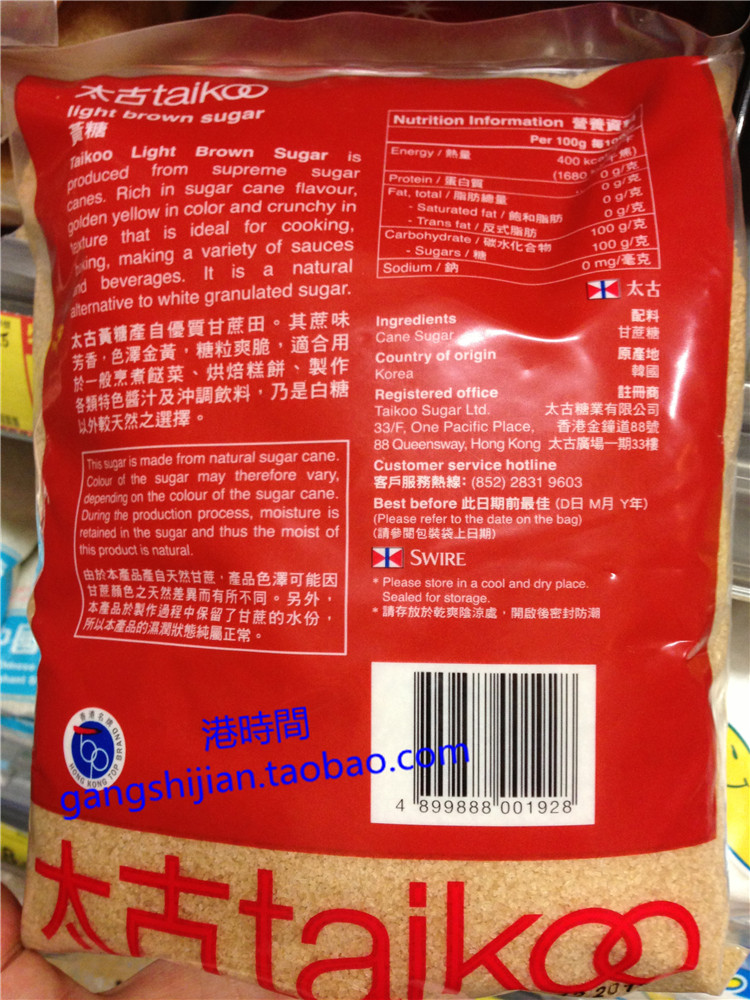 太古taikoo
light brown sugar
黃糖
Taikoo Light Brown Sugar is
produced from supreme sugar
canes. Rich in sugar cane flavour,
golden yellow in color and crunchy in
texture that is ideal for cooking,
making a variety of sauces
and beverages. It is a natural
alternative to white granulated sugar.
太古黃糖產自優質甘蔗田。其蔗味
芳香，色澤金黃，糖粒爽脆，適合用
於一般烹煮餸菜、烘焙糕餅、製作
各類特色醬汁及沖調飲料，乃是白糖
以外較天然之選擇。
This sugar is made from natural sugar cane.
Colour of the sugar may therefore vary,
depending on the colour of the sugar cane.
During the production process, moisture is
retained in the sugar and thus the moist of
this product is natural.
由於本產品產自天然甘蔗，產品色澤可能因
甘蔗顏色之天然差異而有所不同。另外，
本產品於製作過程中保留了甘蔗的水份，
所以本產品的濕潤狀態純屬正常。
Nutrition Information 營養資料
Per 100g 每100
Energy / 熱量 400 kcal
(1680
Protein / 蛋白質 0 g/克
Fat, total / 脂肪總量 0 g/克
- Saturated fat / 飽和脂肪 0 g/克
- Trans fat / 反式脂肪 0 g/克
Carbohydrate / 碳水化合物 100 g/克
- Sugars / 糖 100 g/克
Sodium / 鈉 0 mg/毫克
太古
Ingredients 配料
Cane Sugar 甘蔗糖
Country of origin 原產地
Korea 韓國
Registered office 註冊商
Taikoo Sugar Ltd. 太古糖業有限公司
33/F, One Pacific Place, 香港金鐘道88號
88 Queensway, Hong Kong 太古廣場一期33樓
Customer service hotline
客戶服務熱線: (852) 2831 9603
Best before 此日期前最佳 (D日 M月 Y年)
(Please refer to the date on the bag)
(請參閱包裝袋上日期)
SWIRE
* Please store in a cool and dry place.
Sealed for storage.
* 請存放於乾爽陰涼處，開啟後密封防潮
香港名牌
HONG KONG TOP BRAND
港時間
gangshijian.taobao.com
4 899888 001928
太古taikoo